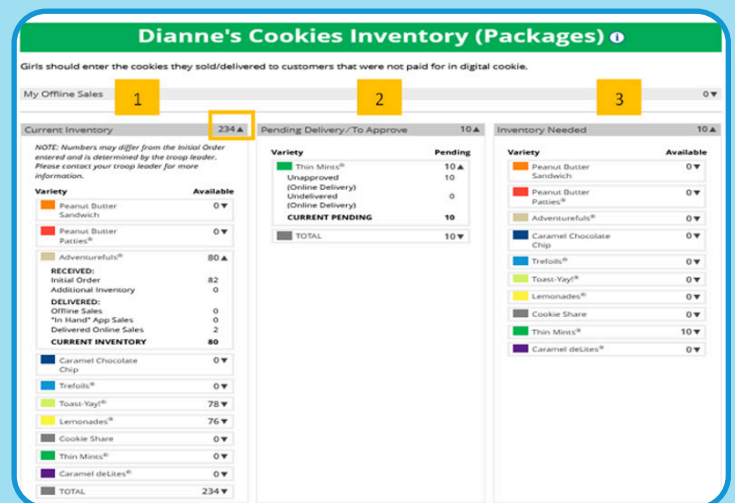 Dianne's Cookies Inventory (Packages) i
Girls should enter the cookies they sold/delivered to customers that were not paid for in digital cookie.
My Offline Sales 0▼
1
2
3
Current Inventory 234▲
NOTE: Numbers may differ from the Initial Order
entered and is determined by the troop leader.
Please contact your troop leader for more
information.
Variety Available
Peanut Butter
Sandwich 0▼
Peanut Butter
Patties® 0▼
Adventurefuls® 80▲
RECEIVED:
Initial Order 82
Additional Inventory 0
DELIVERED:
Offline Sales 0
"In Hand" App Sales 0
Delivered Online Sales 2
CURRENT INVENTORY 80
Caramel Chocolate
Chip 0▼
Trefoils® 0▼
Toast-Yay!® 78▼
Lemonades® 76▼
Cookie Share 0▼
Thin Mints® 0▼
Caramel deLites® 0▼
TOTAL 234▼
Pending Delivery/To Approve 10▲
Variety Pending
Thin Mints® 10▲
Unapproved 10
(Online Delivery)
Undelivered 0
(Online Delivery)
CURRENT PENDING 10
TOTAL 10▼
Inventory Needed 10▲
Variety Available
Peanut Butter
Sandwich 0▼
Peanut Butter
Patties® 0▼
Adventurefuls® 0▼
Caramel Chocolate
Chip 0▼
Trefoils® 0▼
Toast-Yay!® 0▼
Lemonades® 0▼
Cookie Share 0▼
Thin Mints® 10▼
Caramel deLites® 0▼